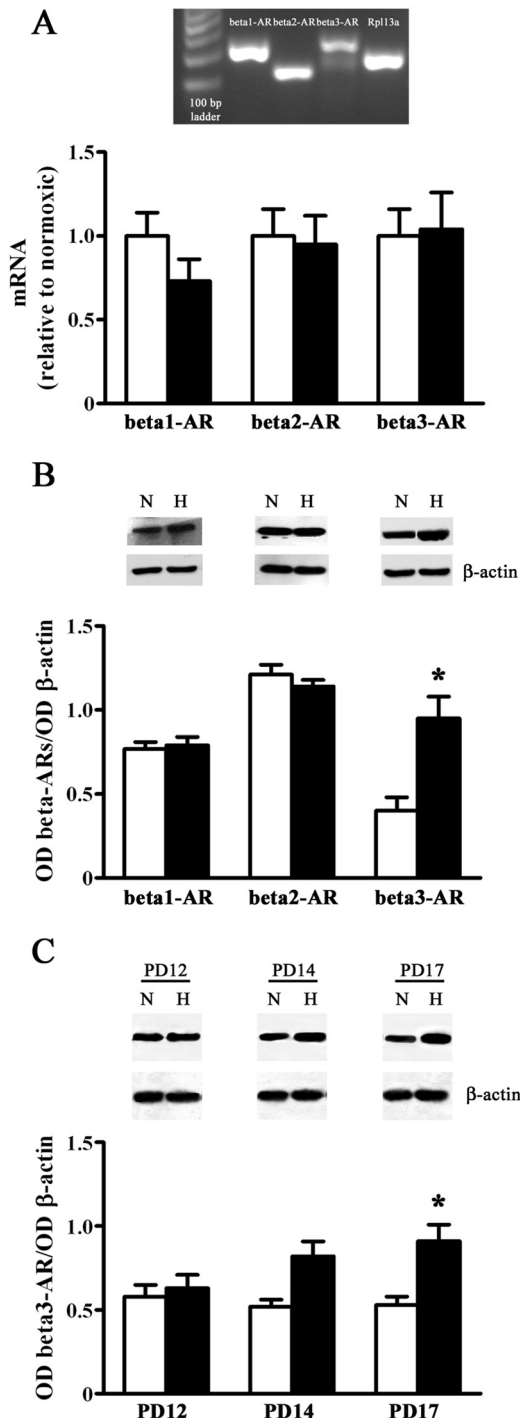 A
beta1-AR beta2-AR beta3-AR Rpl13a
100 bp
ladder
mRNA
(relative to normoxic)
1.5
1.0
0.5
0
beta1-AR beta2-AR beta3-AR
B
N H N H N H
β-actin
OD beta-ARs/OD β-actin
1.5
1.0
0.5
0
*
beta1-AR beta2-AR beta3-AR
C
PD12 PD14 PD17
N H N H N H
β-actin
OD beta3-AR/OD β-actin
1.5
1.0
0.5
0
*
PD12 PD14 PD17